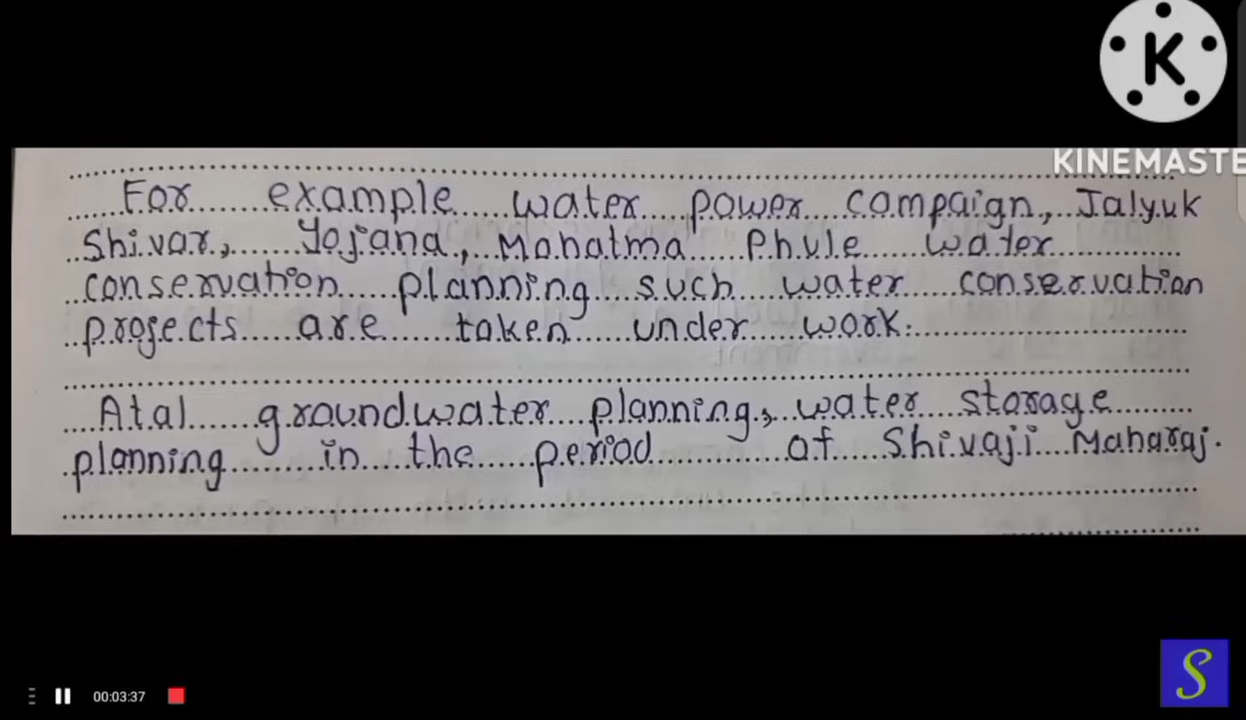 K
KINEMASTE
For example water power campaign, Jalyuk
Shivar, Yojana, Mahatma Phule water
conservation planning such water conservation
projects are taken under work.
Atal groundwater planning, water storage
planning in the period of Shivaji Maharaj.
00:03:37
S